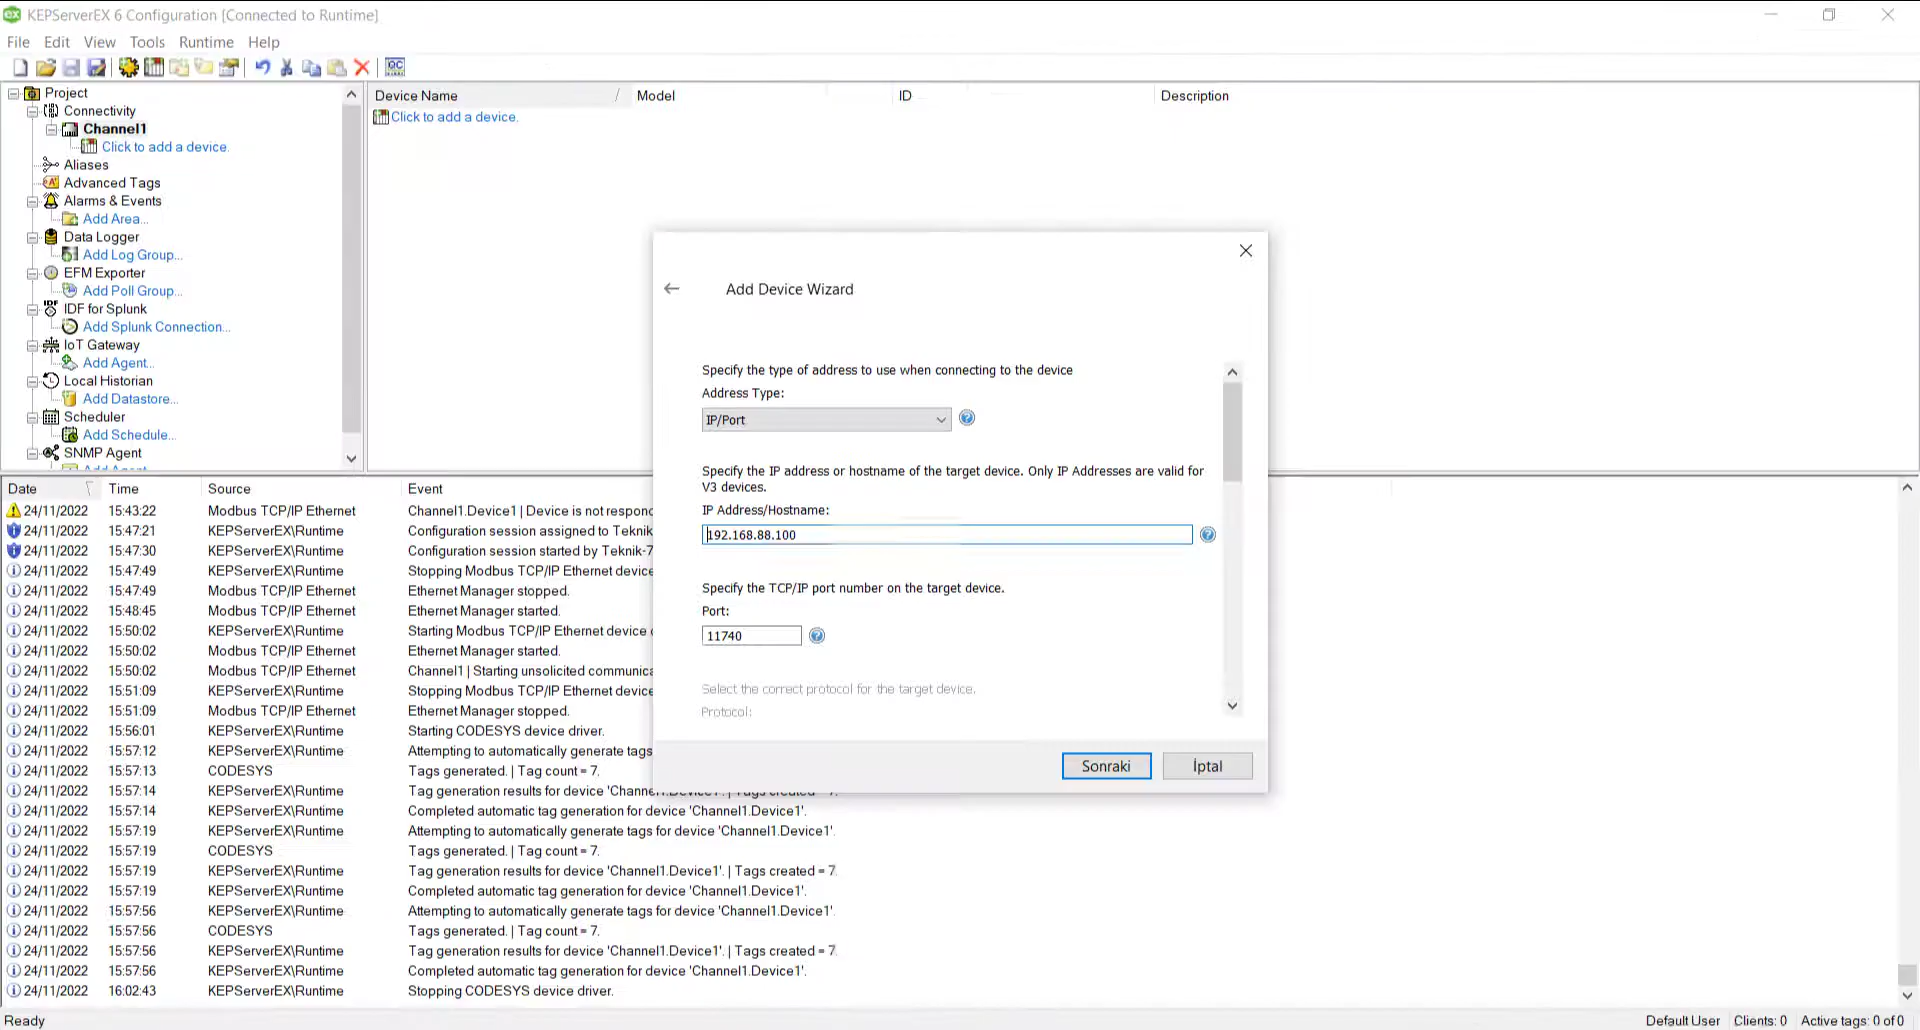 KEPServerEX 6 Configuration [Connected to Runtime]
File Edit View Tools Runtime Help
Project
Connectivity
Channel1
Click to add a device.
Aliases
Advanced Tags
Alarms & Events
Add Area...
Data Logger
Add Log Group...
EFM Exporter
Add Poll Group...
IDF for Splunk
Add Splunk Connection...
IoT Gateway
Add Agent...
Local Historian
Add Datastore...
Scheduler
Add Schedule...
SNMP Agent
Add Agent
Device Name Model ID Description
Click to add a device.
Add Device Wizard
Specify the type of address to use when connecting to the device
Address Type:
IP/Port
Specify the IP address or hostname of the target device. Only IP Addresses are valid for
V3 devices.
IP Address/Hostname:
192.168.88.100
Specify the TCP/IP port number on the target device.
Port:
11740
Select the correct protocol for the target device.
Protocol:
Sonraki İptal
Date Time Source Event
24/11/2022 15:43:22 Modbus TCP/IP Ethernet Channel1.Device1 | Device is not respond
24/11/2022 15:47:21 KEPServerEX\Runtime Configuration session assigned to Teknik
24/11/2022 15:47:30 KEPServerEX\Runtime Configuration session started by Teknik-7
24/11/2022 15:47:49 KEPServerEX\Runtime Stopping Modbus TCP/IP Ethernet device
24/11/2022 15:47:49 Modbus TCP/IP Ethernet Ethernet Manager stopped.
24/11/2022 15:48:45 Modbus TCP/IP Ethernet Ethernet Manager started.
24/11/2022 15:50:02 KEPServerEX\Runtime Starting Modbus TCP/IP Ethernet device
24/11/2022 15:50:02 Modbus TCP/IP Ethernet Ethernet Manager started.
24/11/2022 15:50:02 Modbus TCP/IP Ethernet Channel1 | Starting unsolicited communica
24/11/2022 15:51:09 KEPServerEX\Runtime Stopping Modbus TCP/IP Ethernet device
24/11/2022 15:51:09 Modbus TCP/IP Ethernet Ethernet Manager stopped.
24/11/2022 15:56:01 KEPServerEX\Runtime Starting CODESYS device driver.
24/11/2022 15:57:12 KEPServerEX\Runtime Attempting to automatically generate tags
24/11/2022 15:57:13 CODESYS Tags generated. | Tag count = 7.
24/11/2022 15:57:14 KEPServerEX\Runtime Tag generation results for device 'Channel1.Device1'. | Tags created = 7.
24/11/2022 15:57:14 KEPServerEX\Runtime Completed automatic tag generation for device 'Channel1.Device1'.
24/11/2022 15:57:19 KEPServerEX\Runtime Attempting to automatically generate tags for device 'Channel1.Device1'.
24/11/2022 15:57:19 CODESYS Tags generated. | Tag count = 7.
24/11/2022 15:57:19 KEPServerEX\Runtime Tag generation results for device 'Channel1.Device1'. | Tags created = 7.
24/11/2022 15:57:19 KEPServerEX\Runtime Completed automatic tag generation for device 'Channel1.Device1'.
24/11/2022 15:57:56 KEPServerEX\Runtime Attempting to automatically generate tags for device 'Channel1.Device1'.
24/11/2022 15:57:56 CODESYS Tags generated. | Tag count = 7.
24/11/2022 15:57:56 KEPServerEX\Runtime Tag generation results for device 'Channel1.Device1'. | Tags created = 7.
24/11/2022 15:57:56 KEPServerEX\Runtime Completed automatic tag generation for device 'Channel1.Device1'.
24/11/2022 16:02:43 KEPServerEX\Runtime Stopping CODESYS device driver.
Ready Default User Clients: 0 Active tags: 0 of 0